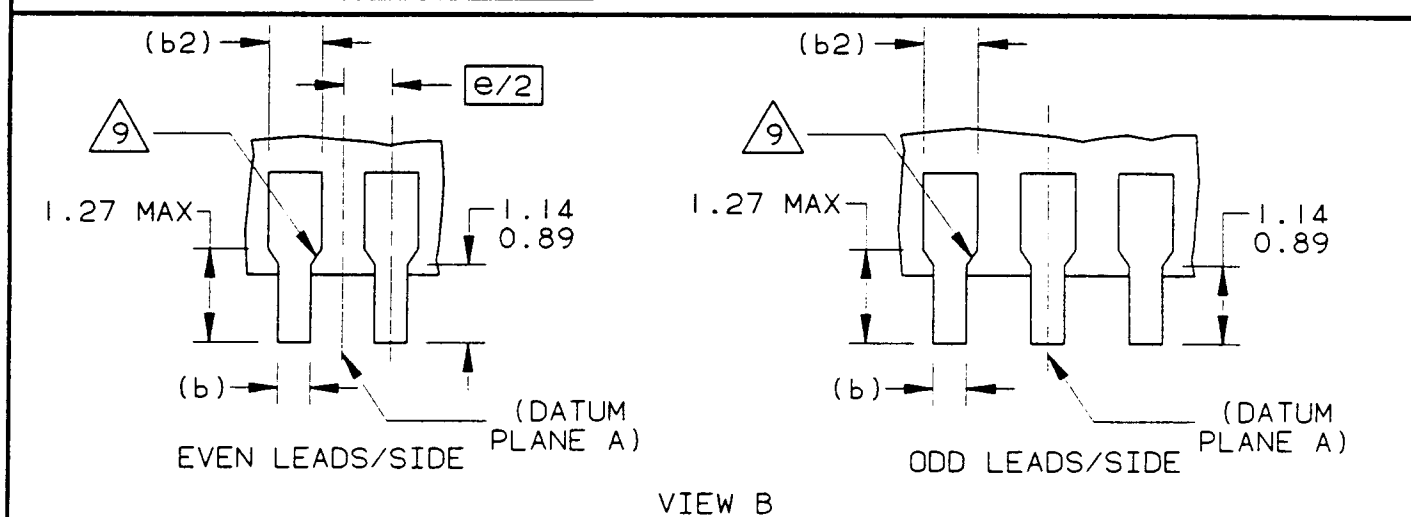 (b2)
e/2
9
1.27 MAX
1.14
0.89
(b)
(DATUM
PLANE A)
EVEN LEADS/SIDE
(b2)
9
1.27 MAX
1.14
0.89
(b)
(DATUM
PLANE A)
ODD LEADS/SIDE
VIEW B